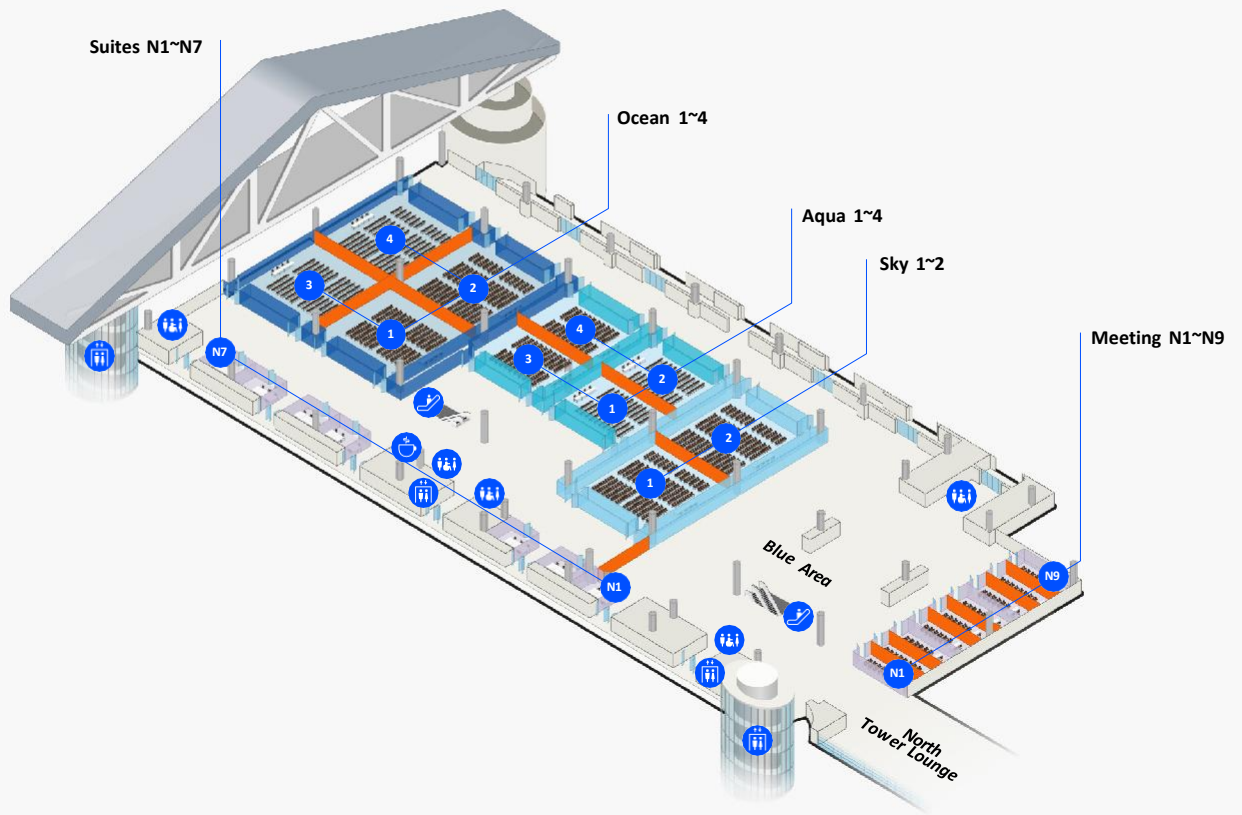 Suites N1~N7
Ocean 1~4
Aqua 1~4
Sky 1~2
Meeting N1~N9
4
3
2
1
4
3
2
1
2
1
N7
N1
Blue Area
N9
N1
North
Tower Lounge